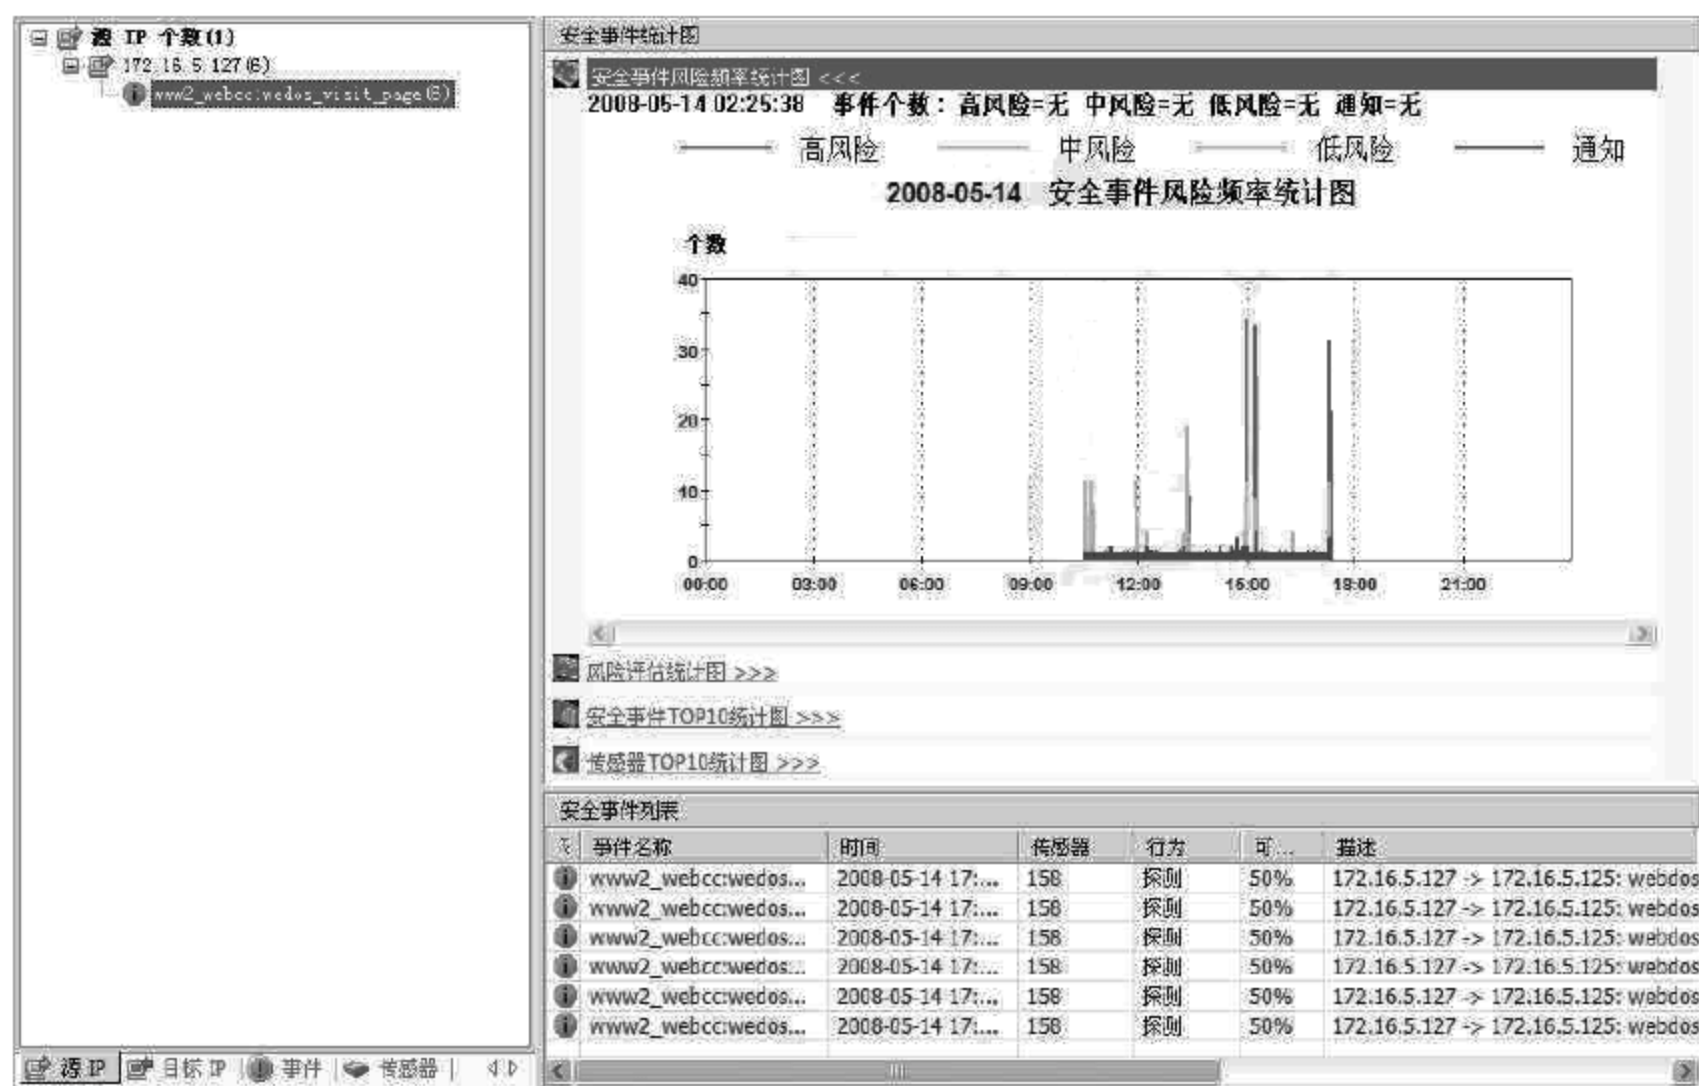 源 IP 个数(1)
172.16.5.127(6)
www2_webcc:wedos_visit_page(6)
源 IP
目标 IP
事件
传感器
安全事件统计图
安全事件风险频率统计图 <<<
2008-05-14 02:25:38 事件个数：高风险=无 中风险=无 低风险=无 通知=无
高风险 中风险 低风险 通知
2008-05-14 安全事件风险频率统计图
个数
40
30
20
10
0
00:00 03:00 06:00 09:00 12:00 15:00 18:00 21:00
风险评估统计图 >>>
安全事件TOP10统计图 >>>
传感器TOP10统计图 >>>
安全事件列表
事件名称 时间 传感器 行为 可... 描述
www2_webcc:wedos... 2008-05-14 17:... 158 探测 50% 172.16.5.127 -> 172.16.5.125: webdos
www2_webcc:wedos... 2008-05-14 17:... 158 探测 50% 172.16.5.127 -> 172.16.5.125: webdos
www2_webcc:wedos... 2008-05-14 17:... 158 探测 50% 172.16.5.127 -> 172.16.5.125: webdos
www2_webcc:wedos... 2008-05-14 17:... 158 探测 50% 172.16.5.127 -> 172.16.5.125: webdos
www2_webcc:wedos... 2008-05-14 17:... 158 探测 50% 172.16.5.127 -> 172.16.5.125: webdos
www2_webcc:wedos... 2008-05-14 17:... 158 探测 50% 172.16.5.127 -> 172.16.5.125: webdos